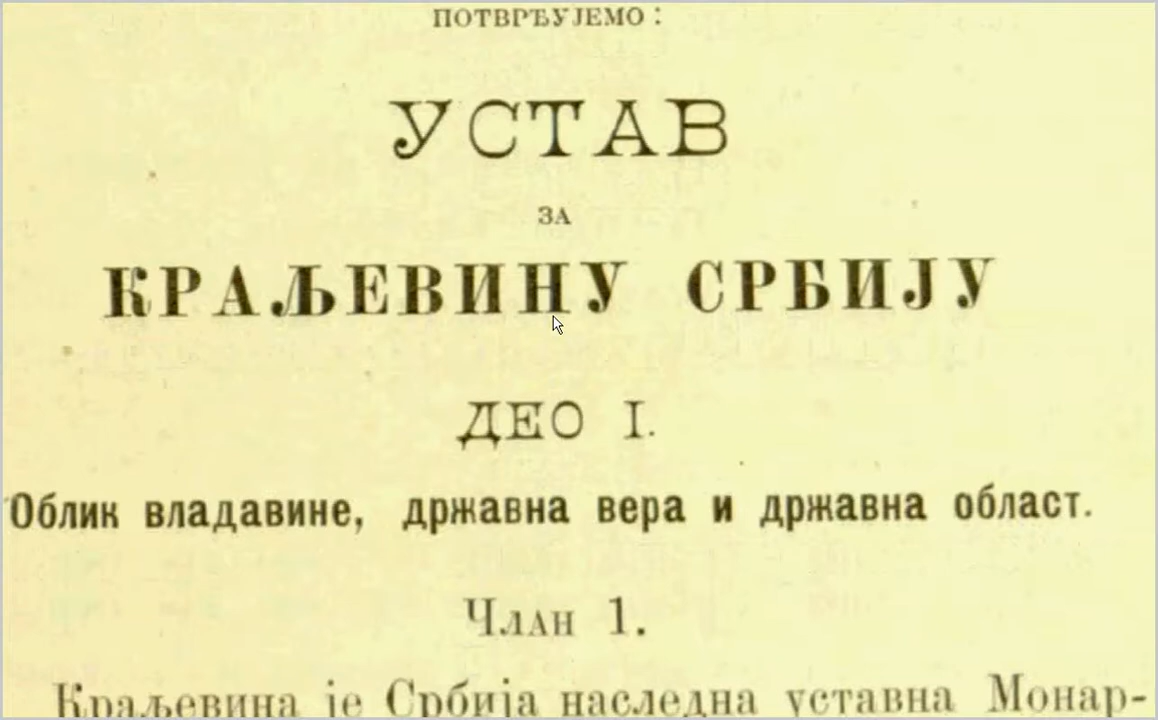 ПОТВРЂУЈЕМО:
УСТАВ
ЗА
КРАЉЕВИНУ СРБИЈУ
ДЕО I.
Облик владавине, државна вера и државна област.
Члан 1.
Краљевина је Србија наследна уставна Монар-